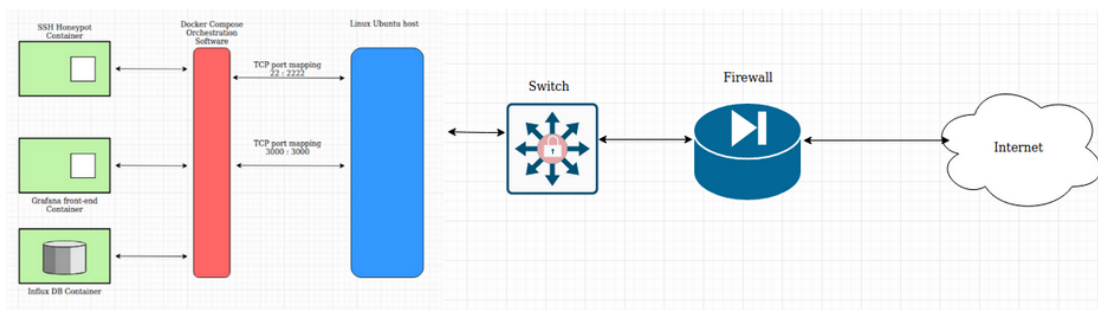 SSH Honeypot
Container
Docker Compose
Orchestration
Software
Linux Ubuntu host
TCP port mapping
22 : 2222
TCP port mapping
3000 : 3000
Grafana front-end
Container
Influx DB Container
Switch
Firewall
Internet